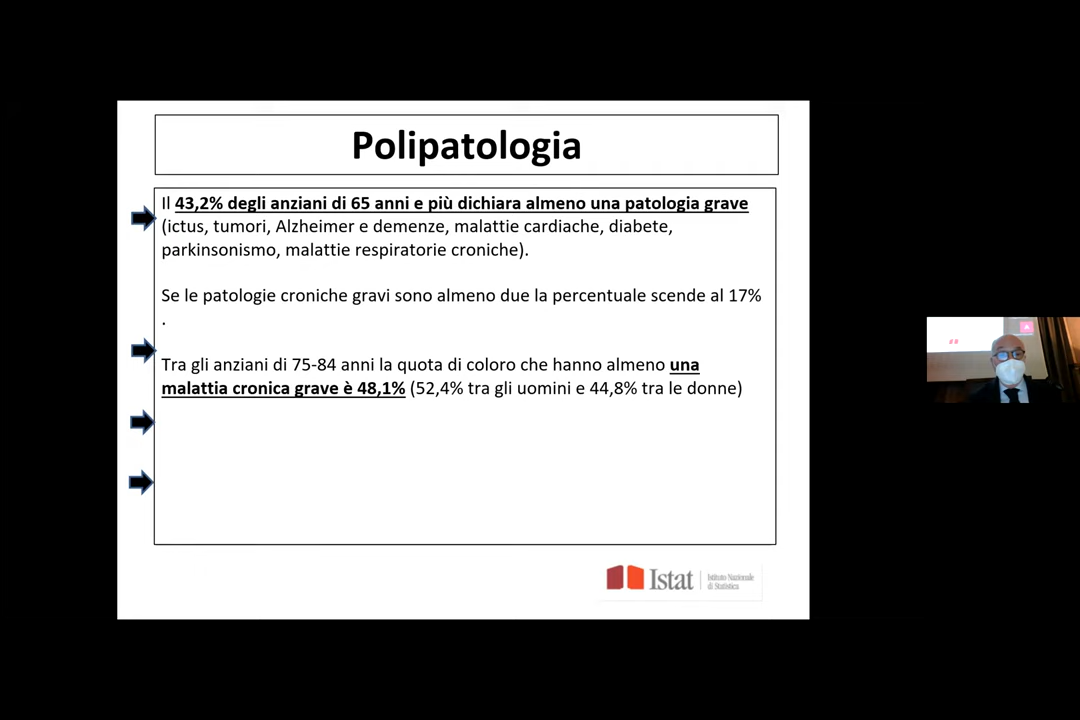 Polipatologia
Il 43,2% degli anziani di 65 anni e più dichiara almeno una patologia grave
(ictus, tumori, Alzheimer e demenze, malattie cardiache, diabete,
parkinsonismo, malattie respiratorie croniche).
Se le patologie croniche gravi sono almeno due la percentuale scende al 17%
.
Tra gli anziani di 75-84 anni la quota di coloro che hanno almeno una
malattia cronica grave è 48,1% (52,4% tra gli uomini e 44,8% tra le donne)
Istat
Istituto Nazionale
di Statistica